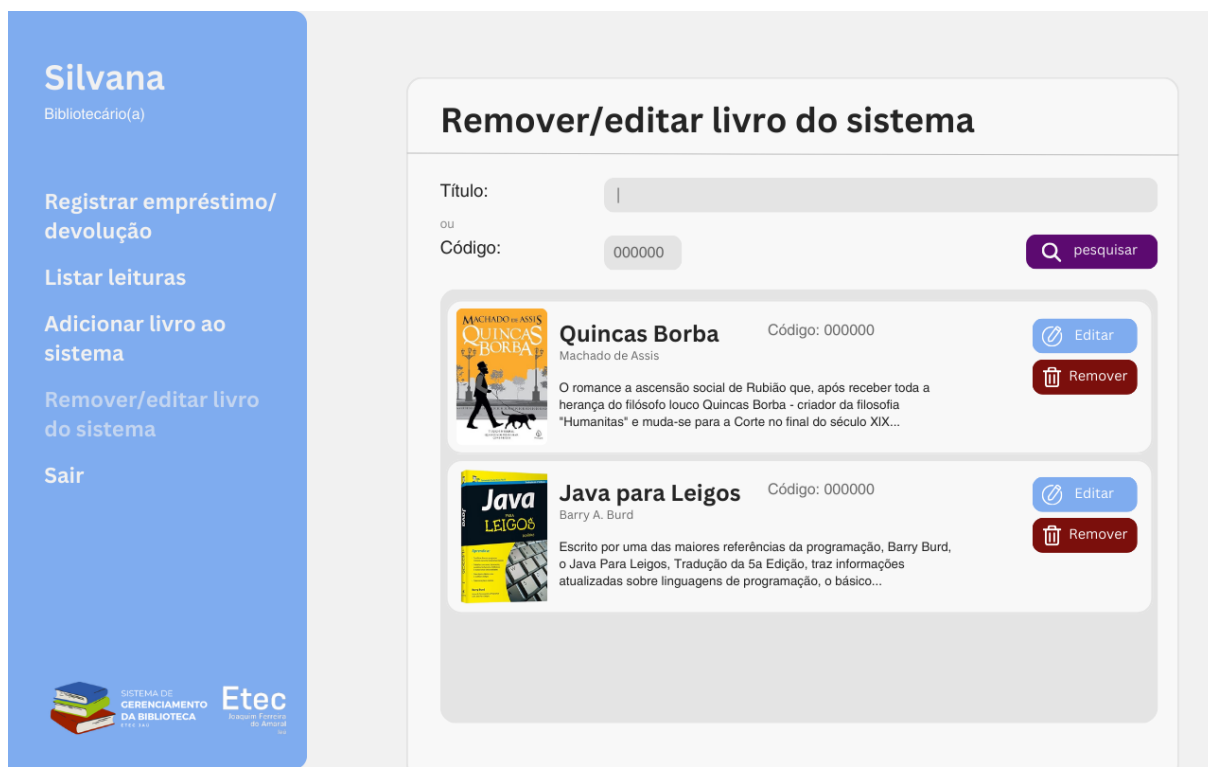 Silvana
Bibliotecário(a)
Registrar empréstimo/
devolução
Listar leituras
Adicionar livro ao
sistema
Remover/editar livro
do sistema
Sair
SISTEMA DE
GERENCIAMENTO
DA BIBLIOTECA
Etec
Joaquim Ferreira
do Amaral
Remover/editar livro do sistema
Título:
ou
Código:
000000
pesquisar
MACHADO DE ASSIS
QUINCAS
BORBA
Quincas Borba
Código: 000000
Machado de Assis
O romance a ascensão social de Rubião que, após receber toda a
herança do filósofo louco Quincas Borba - criador da filosofia
"Humanitas" e muda-se para a Corte no final do século XIX...
Editar
Remover
Java
PARA
LEIGOS
Java
Java para Leigos
Código: 000000
Barry A. Burd
Escrito por uma das maiores referências da programação, Barry Burd,
o Java Para Leigos, Tradução da 5a Edição, traz informações
atualizadas sobre linguagens de programação, o básico...
Editar
Remover